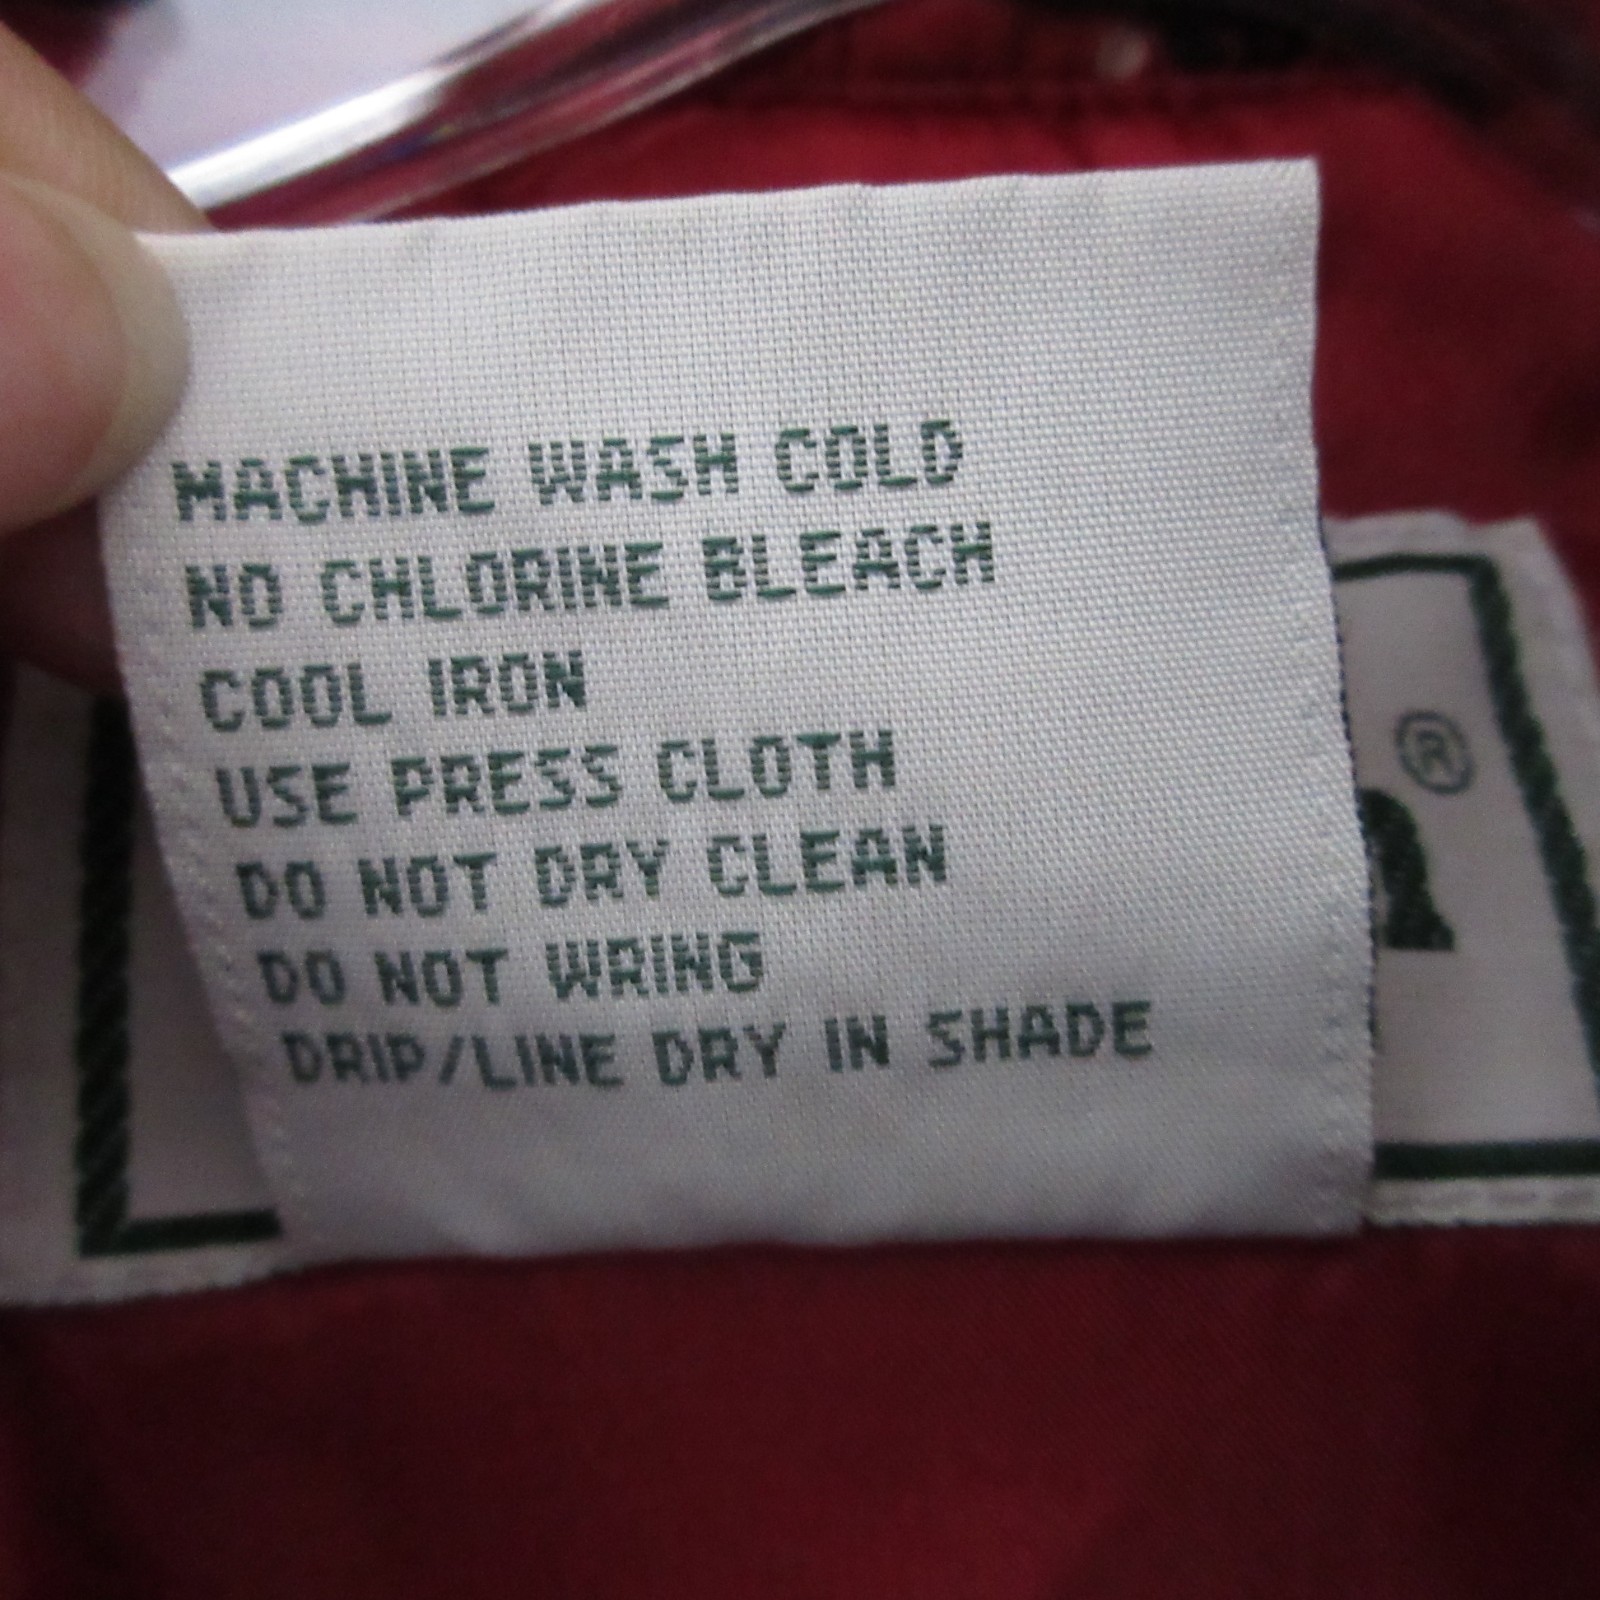 MACHINE WASH COLD
NO CHLORINE BLEACH
COOL IRON
USE PRESS CLOTH
DO NOT DRY CLEAN
DO NOT WRING
DRIP/LINE DRY IN SHADE
®